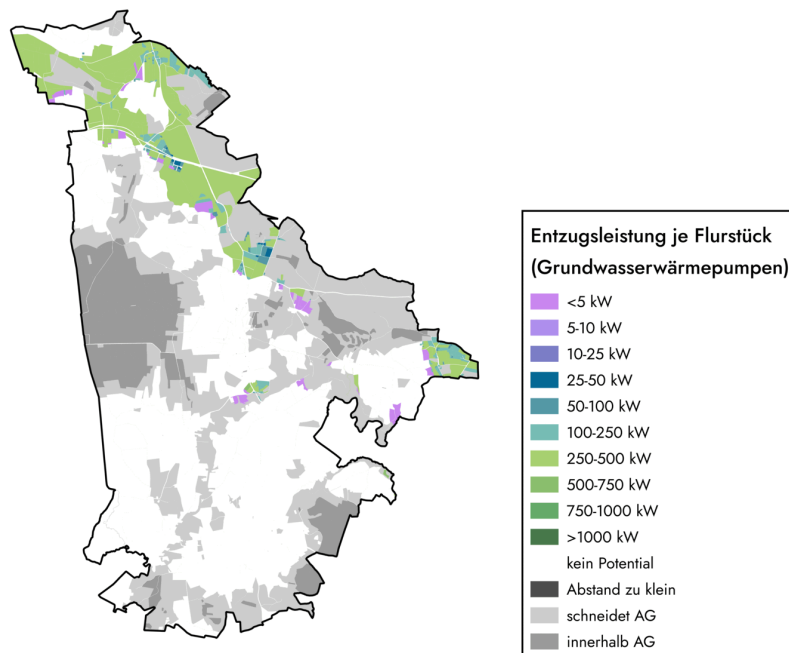 Entzugsleistung je Flurstück
(Grundwasserwärmepumpen)
<5 kW
5-10 kW
10-25 kW
25-50 kW
50-100 kW
100-250 kW
250-500 kW
500-750 kW
750-1000 kW
>1000 kW
kein Potential
Abstand zu klein
schneidet AG
innerhalb AG